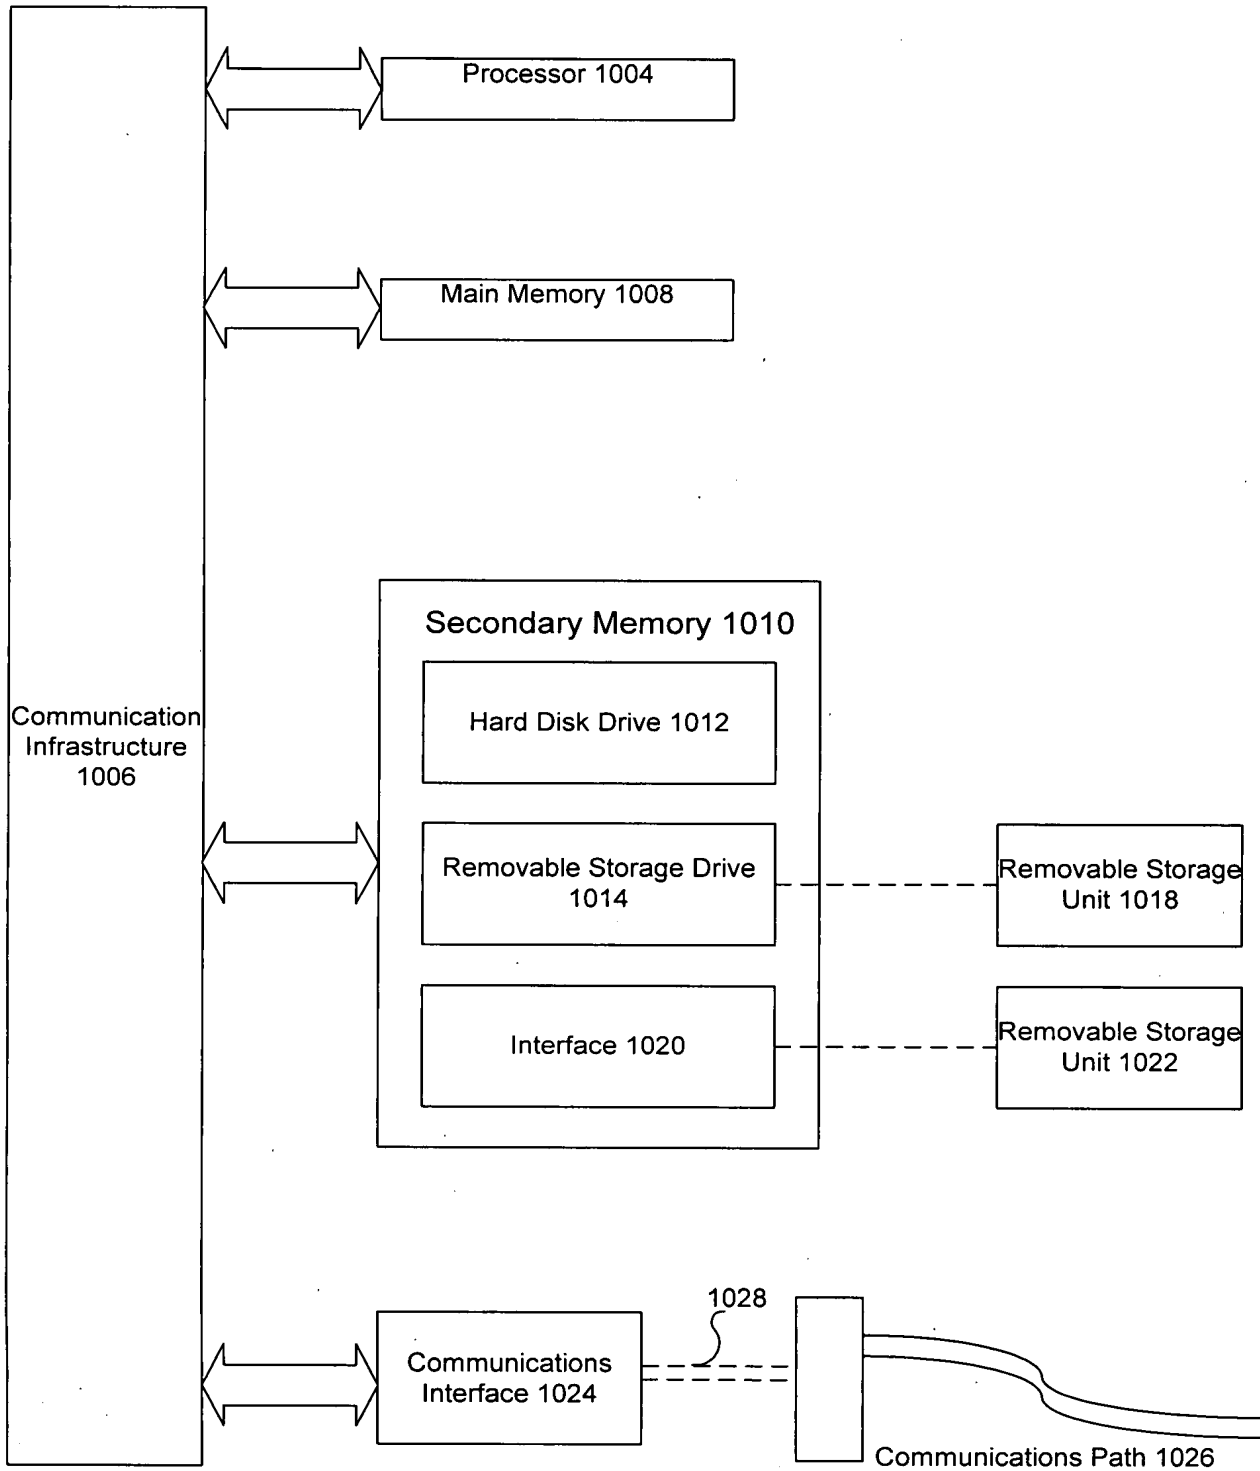 Processor 1004
Main Memory 1008
Communication
Infrastructure
1006
Secondary Memory 1010
Hard Disk Drive 1012
Removable Storage Drive
1014
Interface 1020
Removable Storage
Unit 1018
Removable Storage
Unit 1022
Communications
Interface 1024
1028
Communications Path 1026